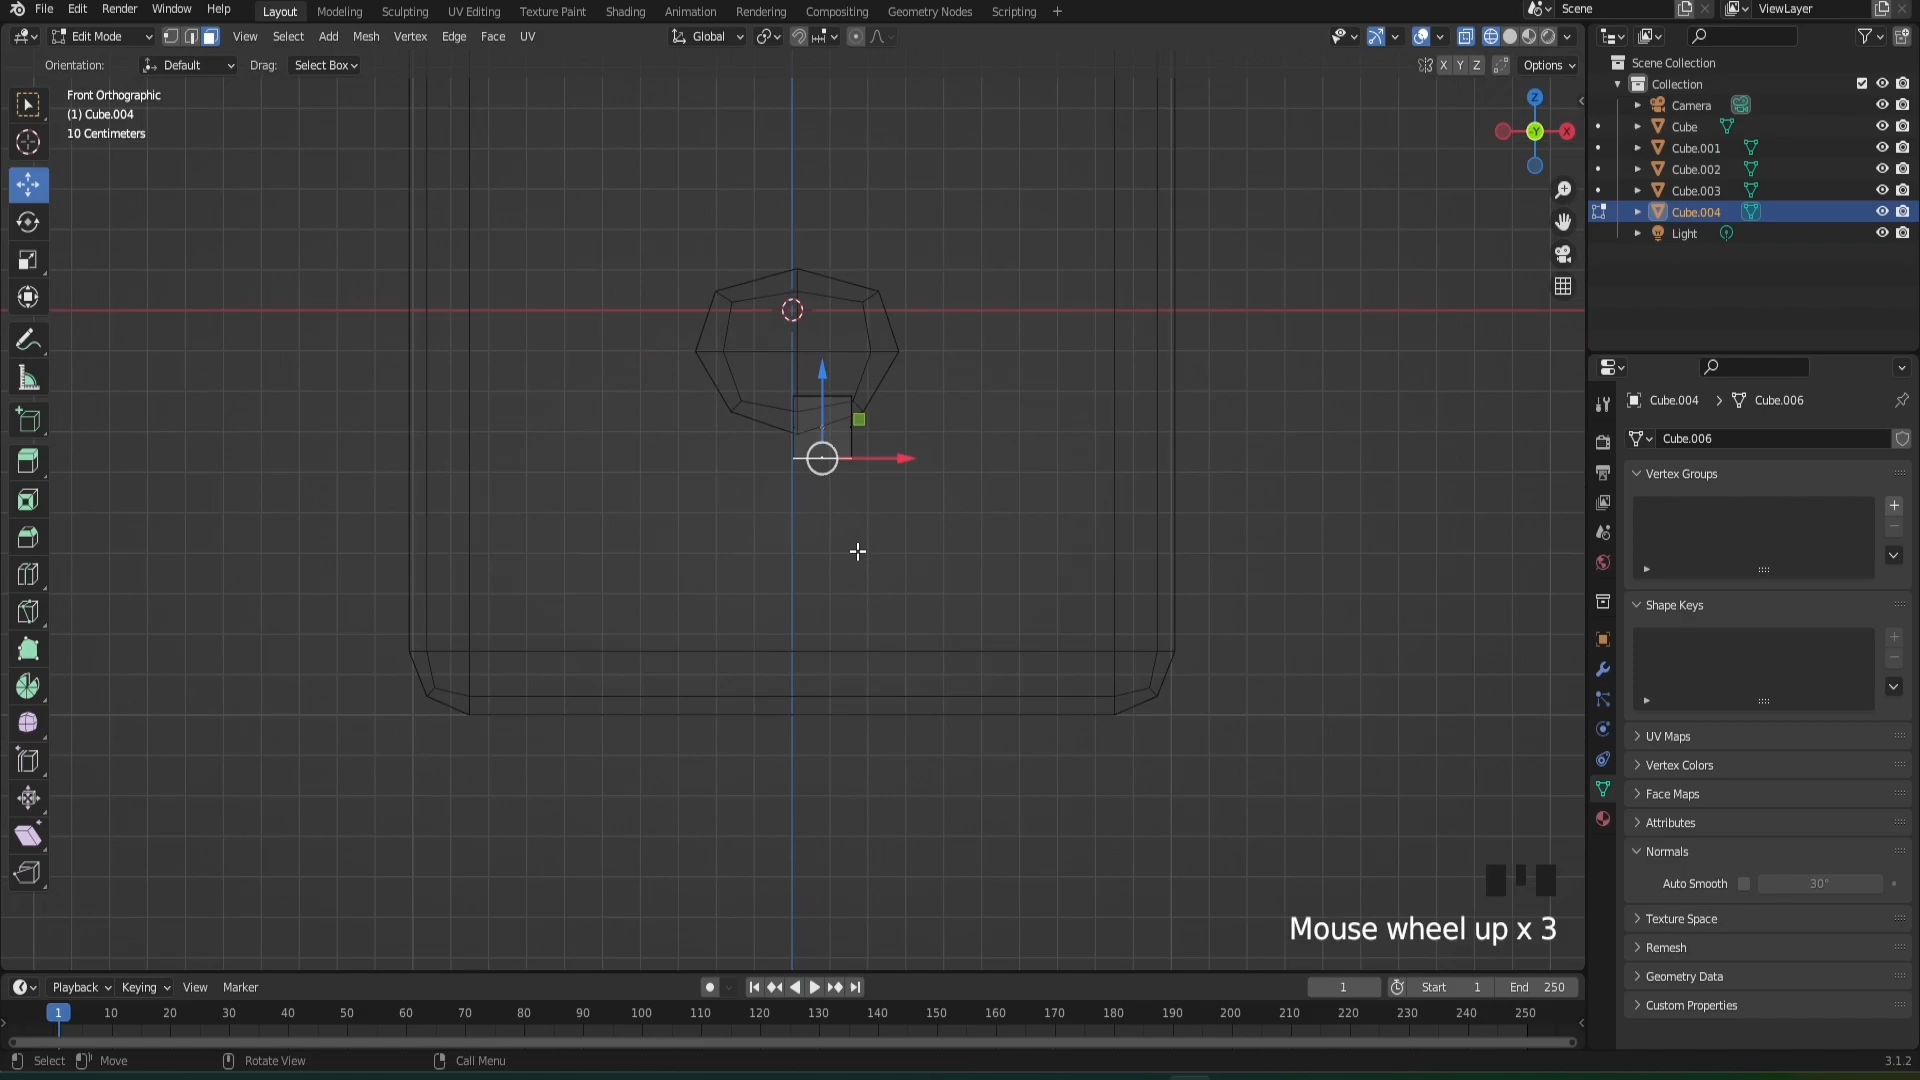 File Edit Render Window Help Layout Modeling Sculpting UV Editing Texture Paint Shading Animation Rendering Compositing Geometry Nodes Scripting + Scene ViewLayer
Edit Mode View Select Add Mesh Vertex Edge Face UV Global
Orientation: Default Drag: Select Box X Y Z Options
Front Orthographic
(1) Cube.004
10 Centimeters
Z
-Y
X
Scene Collection
Collection
Camera
Cube
Cube.001
Cube.002
Cube.003
Cube.004
Light
Cube.004 > Cube.006
Cube.006
Vertex Groups
Shape Keys
UV Maps
Vertex Colors
Face Maps
Attributes
Normals
Auto Smooth 30°
Texture Space
Remesh
Geometry Data
Custom Properties
Mouse wheel up x 3
Playback Keying View Marker 1 Start 1 End 250
1 10 20 30 40 50 60 70 80 90 100 110 120 130 140 150 160 170 180 190 200 210 220 230 240 250
Select Move Rotate View Call Menu 3.1.2